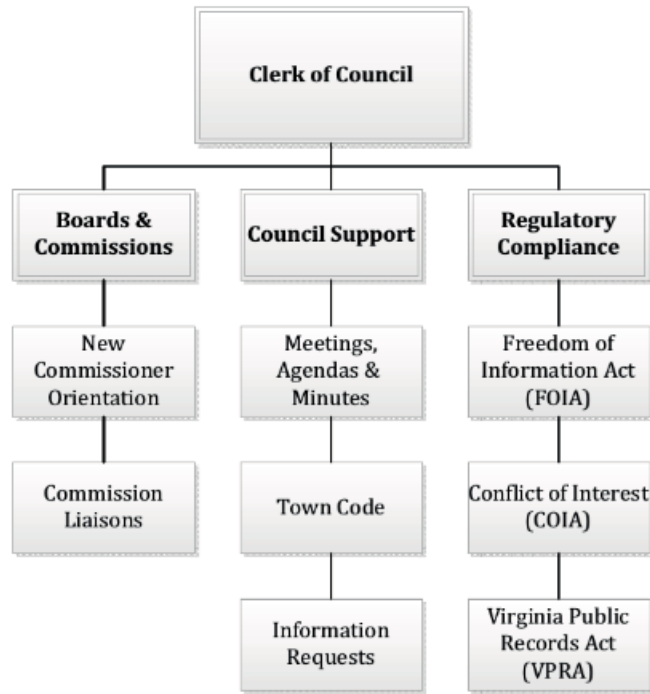 Clerk of Council
Boards &
Commissions
Council Support
Regulatory
Compliance
New
Commissioner
Orientation
Meetings,
Agendas &
Minutes
Freedom of
Information Act
(FOIA)
Commission
Liaisons
Town Code
Conflict of Interest
(COIA)
Information
Requests
Virginia Public
Records Act
(VPRA)